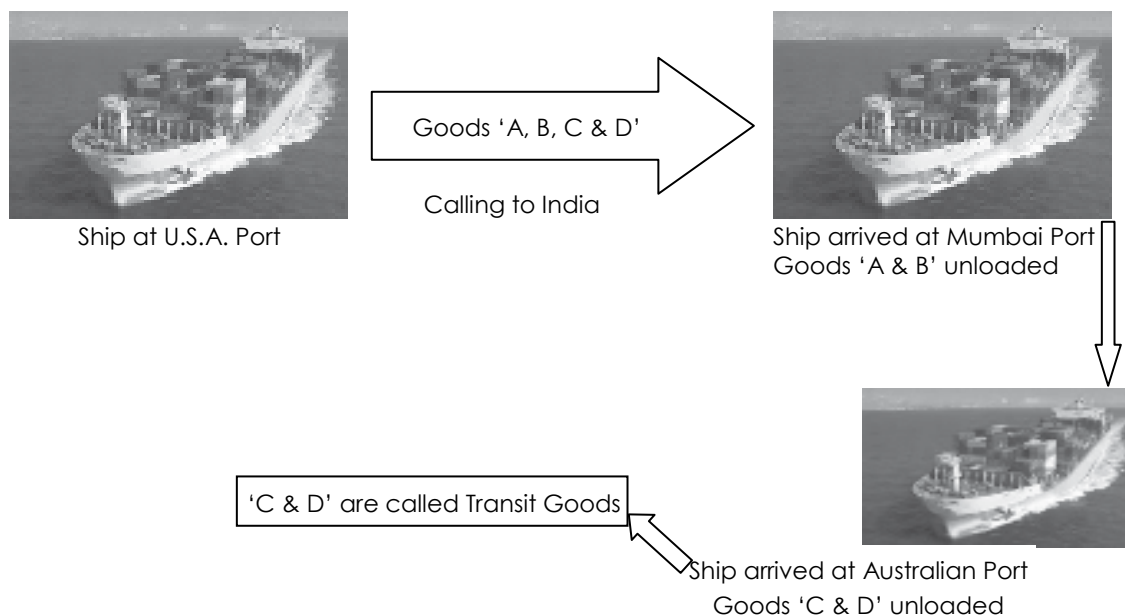 Goods ‘A, B, C & D’
Calling to India
Ship at U.S.A. Port
Ship arrived at Mumbai Port
Goods ‘A & B’ unloaded
‘C & D’ are called Transit Goods
Ship arrived at Australian Port
Goods ‘C & D’ unloaded